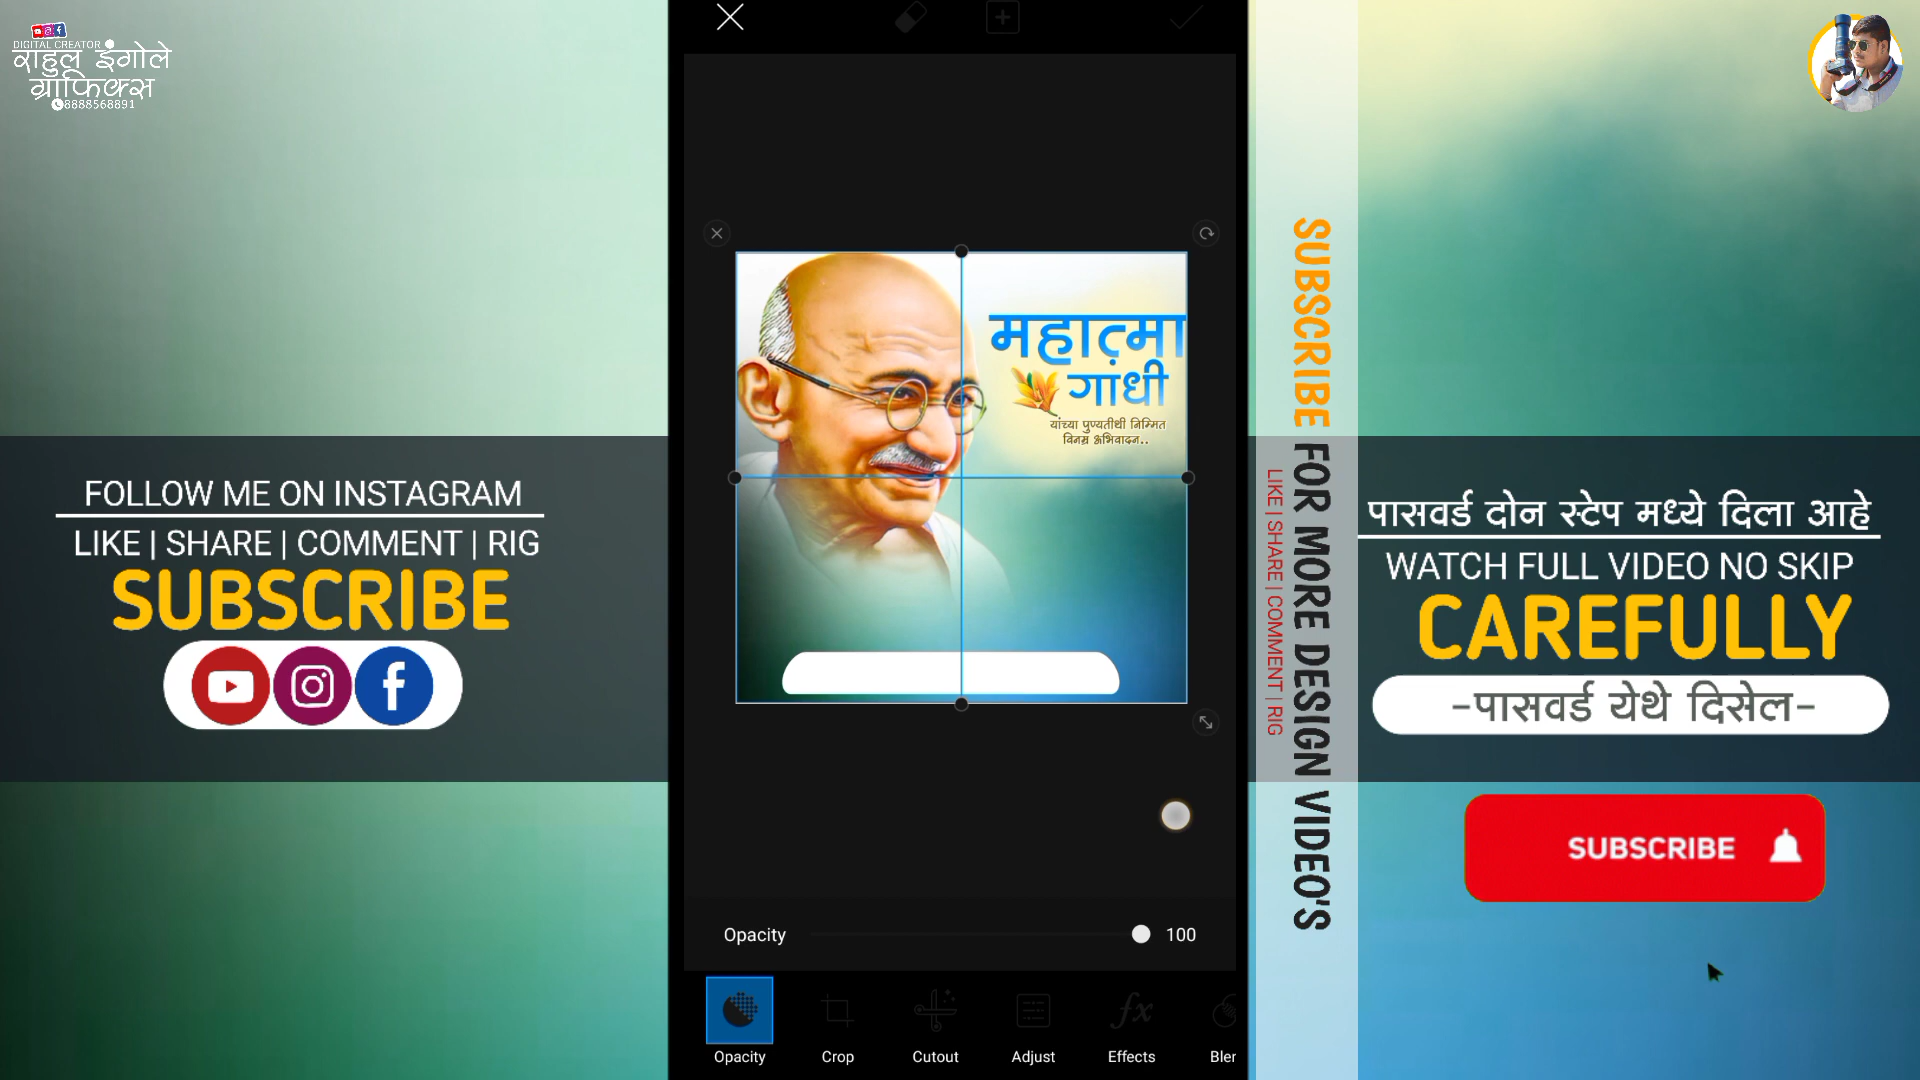 DIGITAL CREATOR
राहुल इंगोले
ग्राफिक्स
8888568891
FOLLOW ME ON INSTAGRAM
LIKE | SHARE | COMMENT | RIG
SUBSCRIBE
महात्मा
गांधी
यांच्या पुण्यतीथी निम्मित
विनम्र अभिवादन..
Opacity
100
Opacity
Crop
Cutout
Adjust
Effects
Bler
SUBSCRIBE FOR MORE DESIGN VIDEO'S
LIKE | SHARE | COMMENT | RIG
पासवर्ड दोन स्टेप मध्ये दिला आहे
WATCH FULL VIDEO NO SKIP
CAREFULLY
-पासवर्ड येथे दिसेल-
SUBSCRIBE